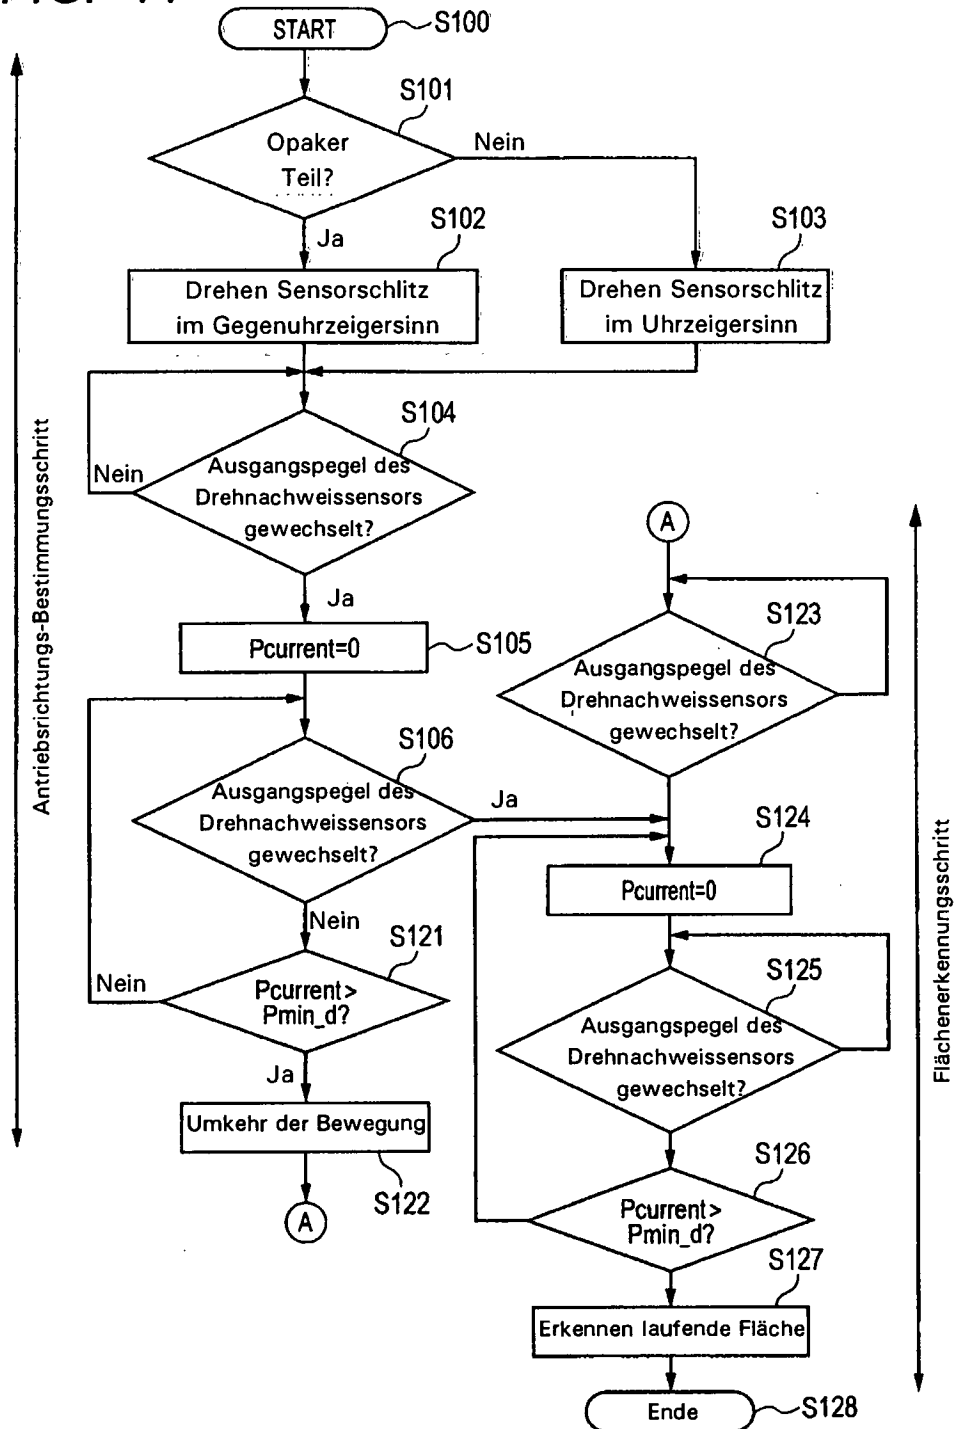 START
S100
S101
Opaker
Teil?
Nein
Ja
S102
Drehen Sensorschlitz
im Gegenuhrzeigersinn
S103
Drehen Sensorschlitz
im Uhrzeigersinn
S104
Ausgangspegel des
Drehnachweissensors
gewechselt?
Nein
Ja
Pcurrent=0
S105
S106
Ausgangspegel des
Drehnachweissensors
gewechselt?
Ja
Nein
S121
Pcurrent>
Pmin_d?
Nein
Ja
Umkehr der Bewegung
S122
A
Antriebsrichtungs-Bestimmungsschritt
A
S123
Ausgangspegel des
Drehnachweissensors
gewechselt?
S124
Pcurrent=0
S125
Ausgangspegel des
Drehnachweissensors
gewechselt?
S126
Pcurrent>
Pmin_d?
S127
Erkennen laufende Fläche
Ende
S128
Flächenerkennungsschritt